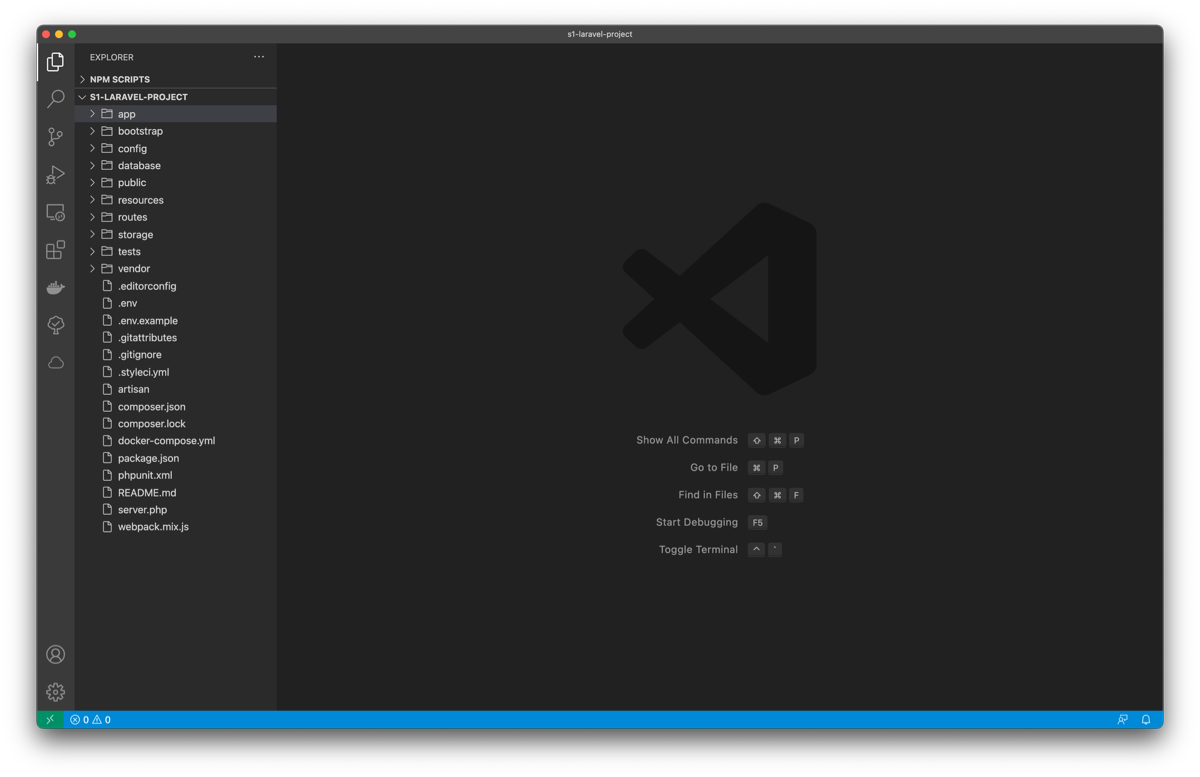 s1-laravel-project
EXPLORER
NPM SCRIPTS
S1-LARAVEL-PROJECT
app
bootstrap
config
database
public
resources
routes
storage
tests
vendor
.editorconfig
.env
.env.example
.gitattributes
.gitignore
.styleci.yml
artisan
composer.json
composer.lock
docker-compose.yml
package.json
phpunit.xml
README.md
server.php
webpack.mix.js
Show All Commands ⇧ ⌘ P
Go to File ⌘ P
Find in Files ⇧ ⌘ F
Start Debugging F5
Toggle Terminal ^ `
0 0